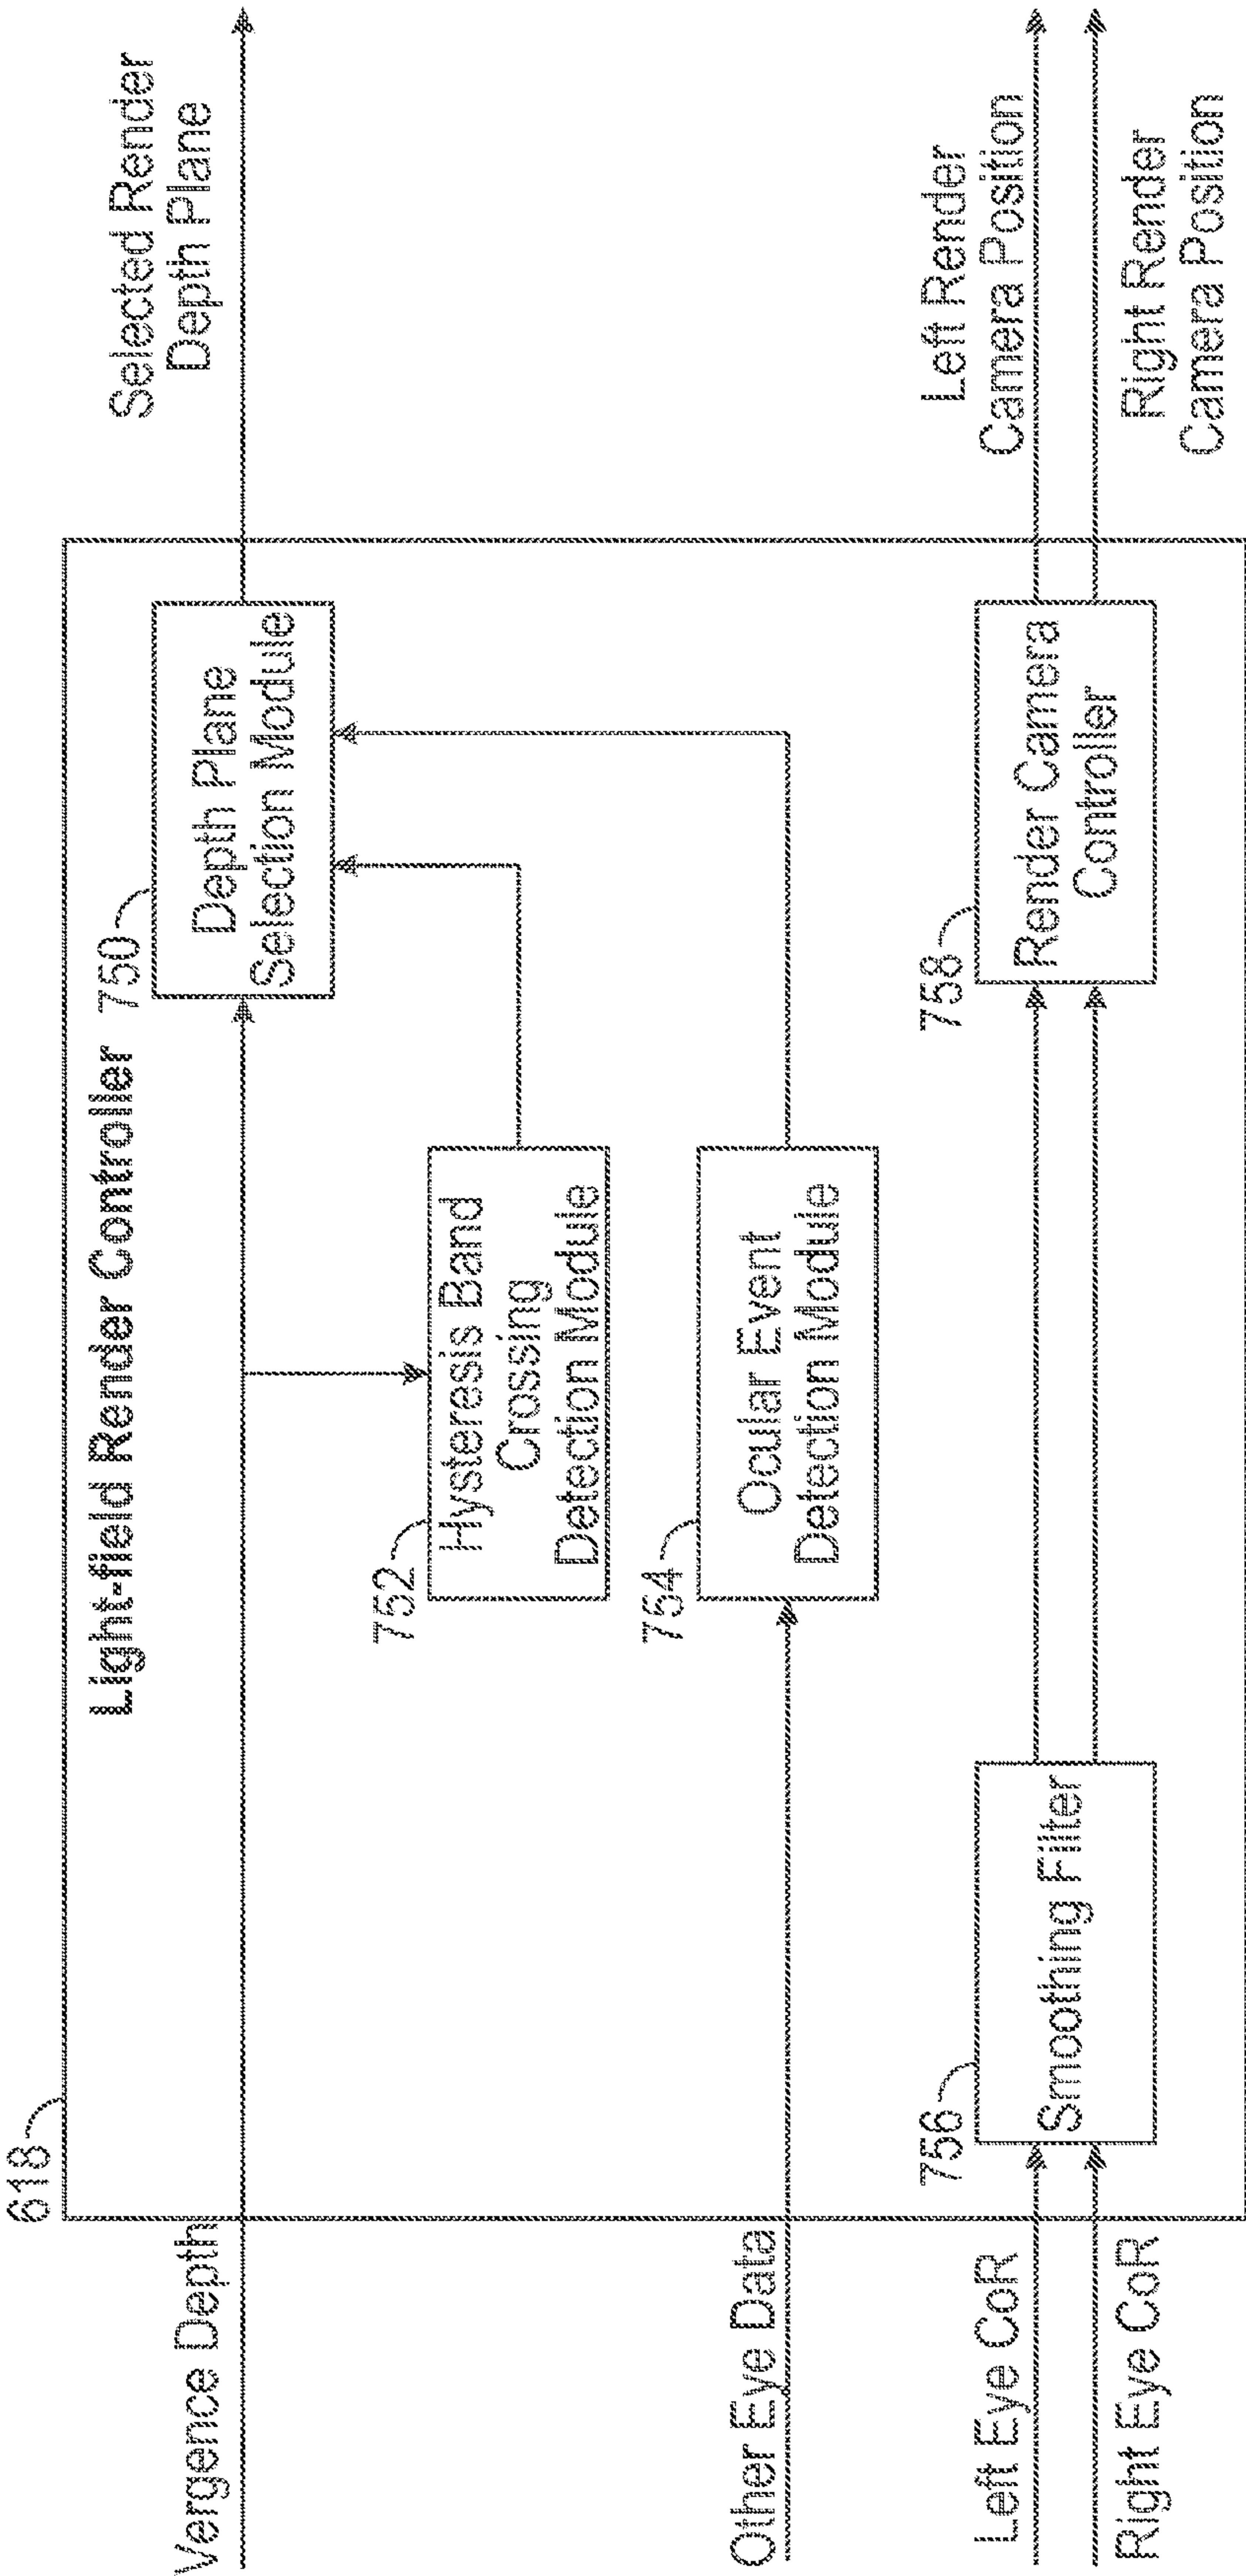 618
Light-field Render Controller
Vergence Depth
750
Depth Plane
Selection Module
Selected Render
Depth Plane
752
Hysteresis Band
Crossing
Detection Module
754
Other Eye Data
Ocular Event
Detection Module
756
Left Eye CoR
Right Eye CoR
Smoothing Filter
758
Render Camera
Controller
Left Render
Camera Position
Right Render
Camera Position